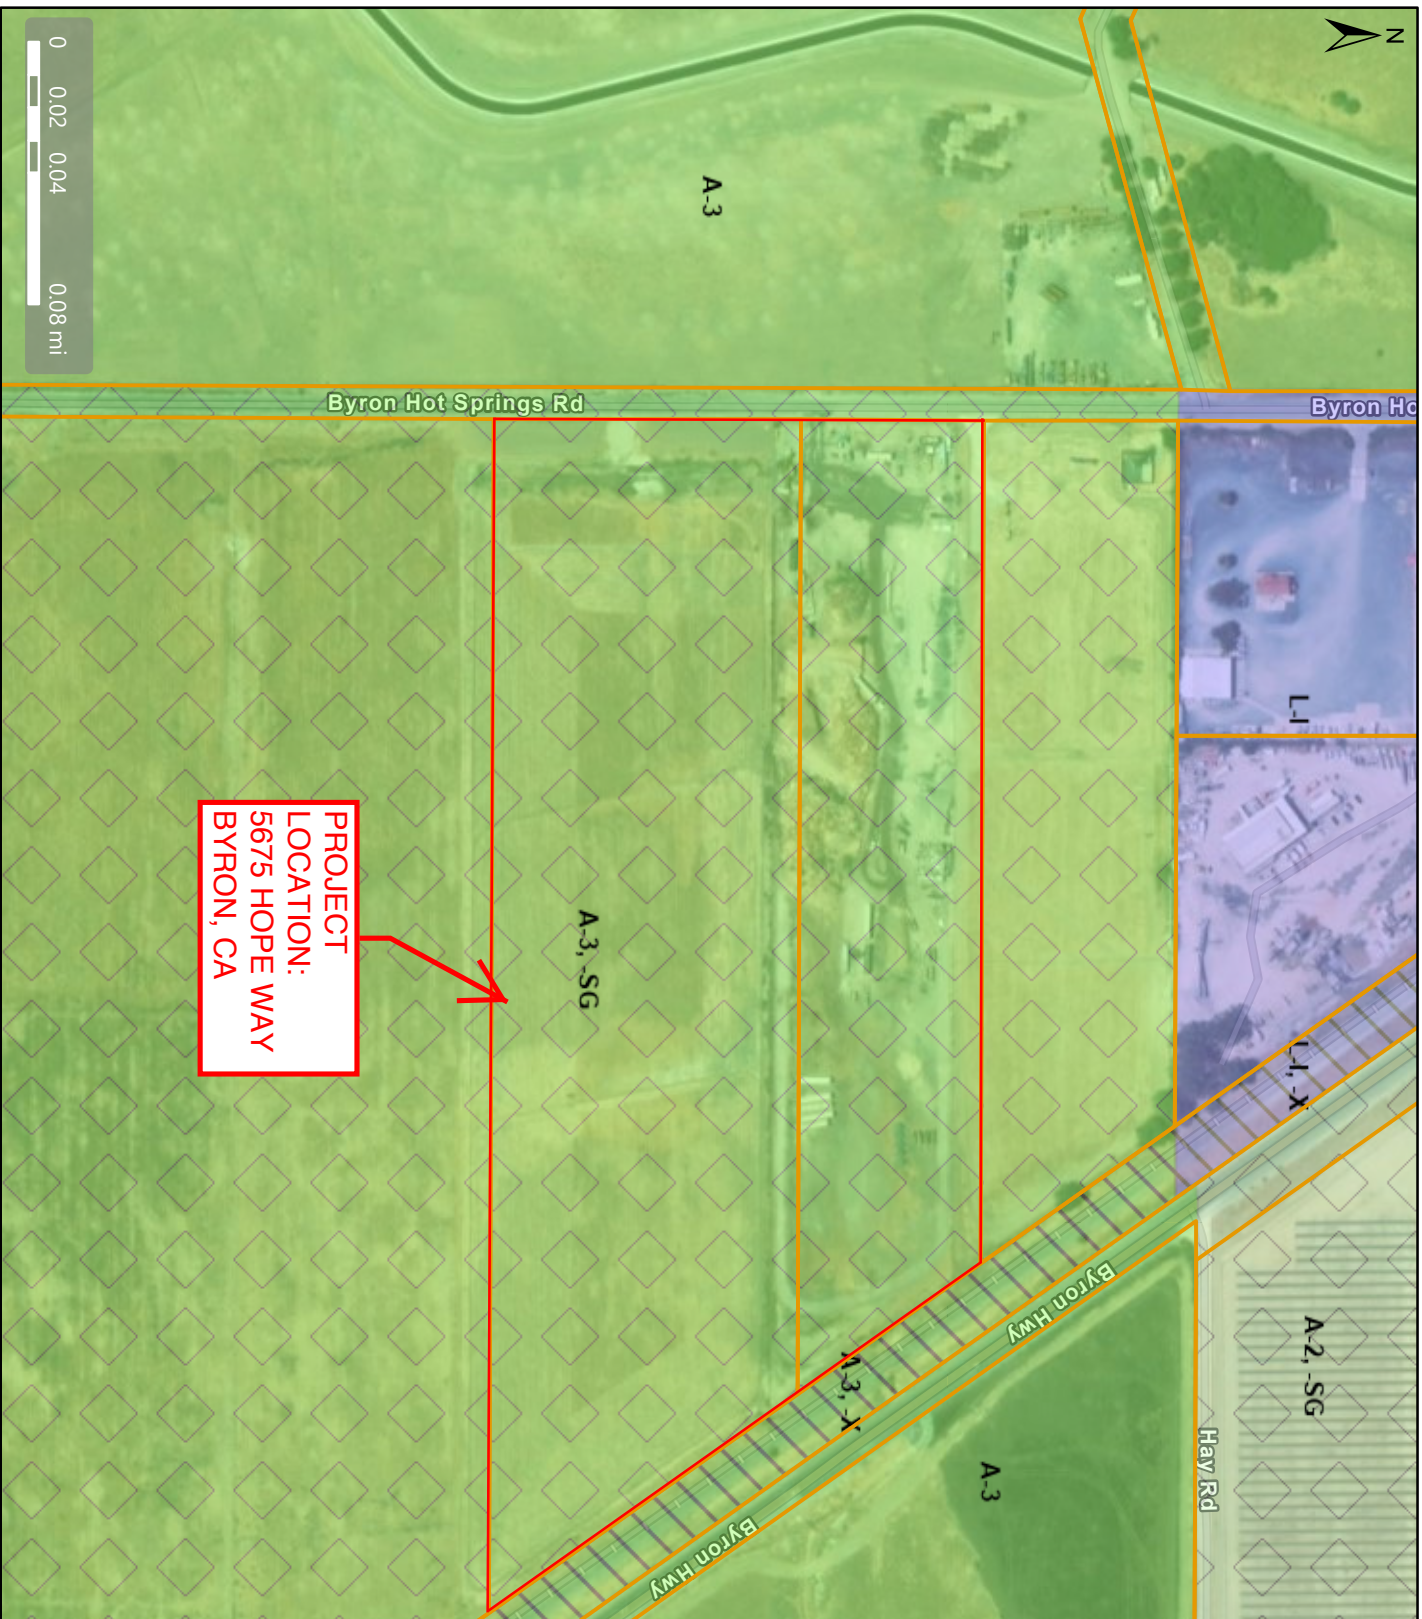 N
0 0.02 0.04 0.08 mi
A-3
Byron Hot Springs Rd
Byron Ho
L-I
L-I, -X
A-3, -SG
PROJECT
LOCATION:
5675 HOPE WAY
BYRON, CA
A-3, -X
Byron Hwy
Byron Hwy
A-3
A-2, -SG
Hay Rd